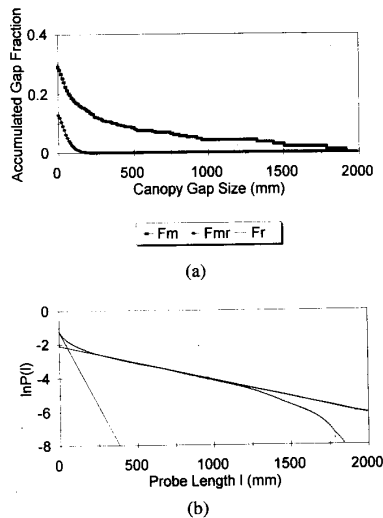 0.4
0.2
0
Accumulated Gap Fraction
0 500 1000 1500 2000
Canopy Gap Size (mm)
Fm Fmr Fr
(a)
0
-2
-4
-6
-8
lnP(l)
0 500 1000 1500 2000
Probe Length l (mm)
(b)